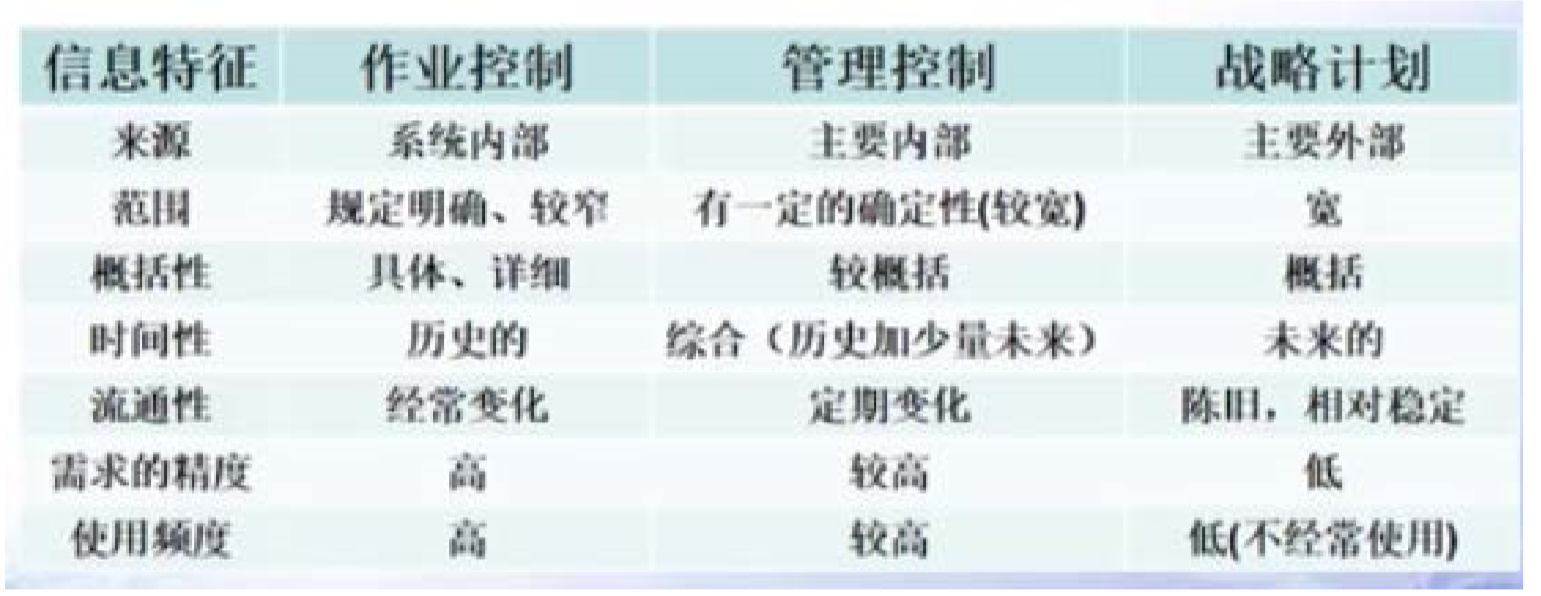 信息特征 作业控制 管理控制 战略计划
来源 系统内部 主要内部 主要外部
范围 规定明确、较窄 有一定的确定性(较宽) 宽
概括性 具体、详细 较概括 概括
时间性 历史的 综合（历史加少量未来） 未来的
流通性 经常变化 定期变化 陈旧，相对稳定
需求的精度 高 较高 低
使用频度 高 较高 低(不经常使用)